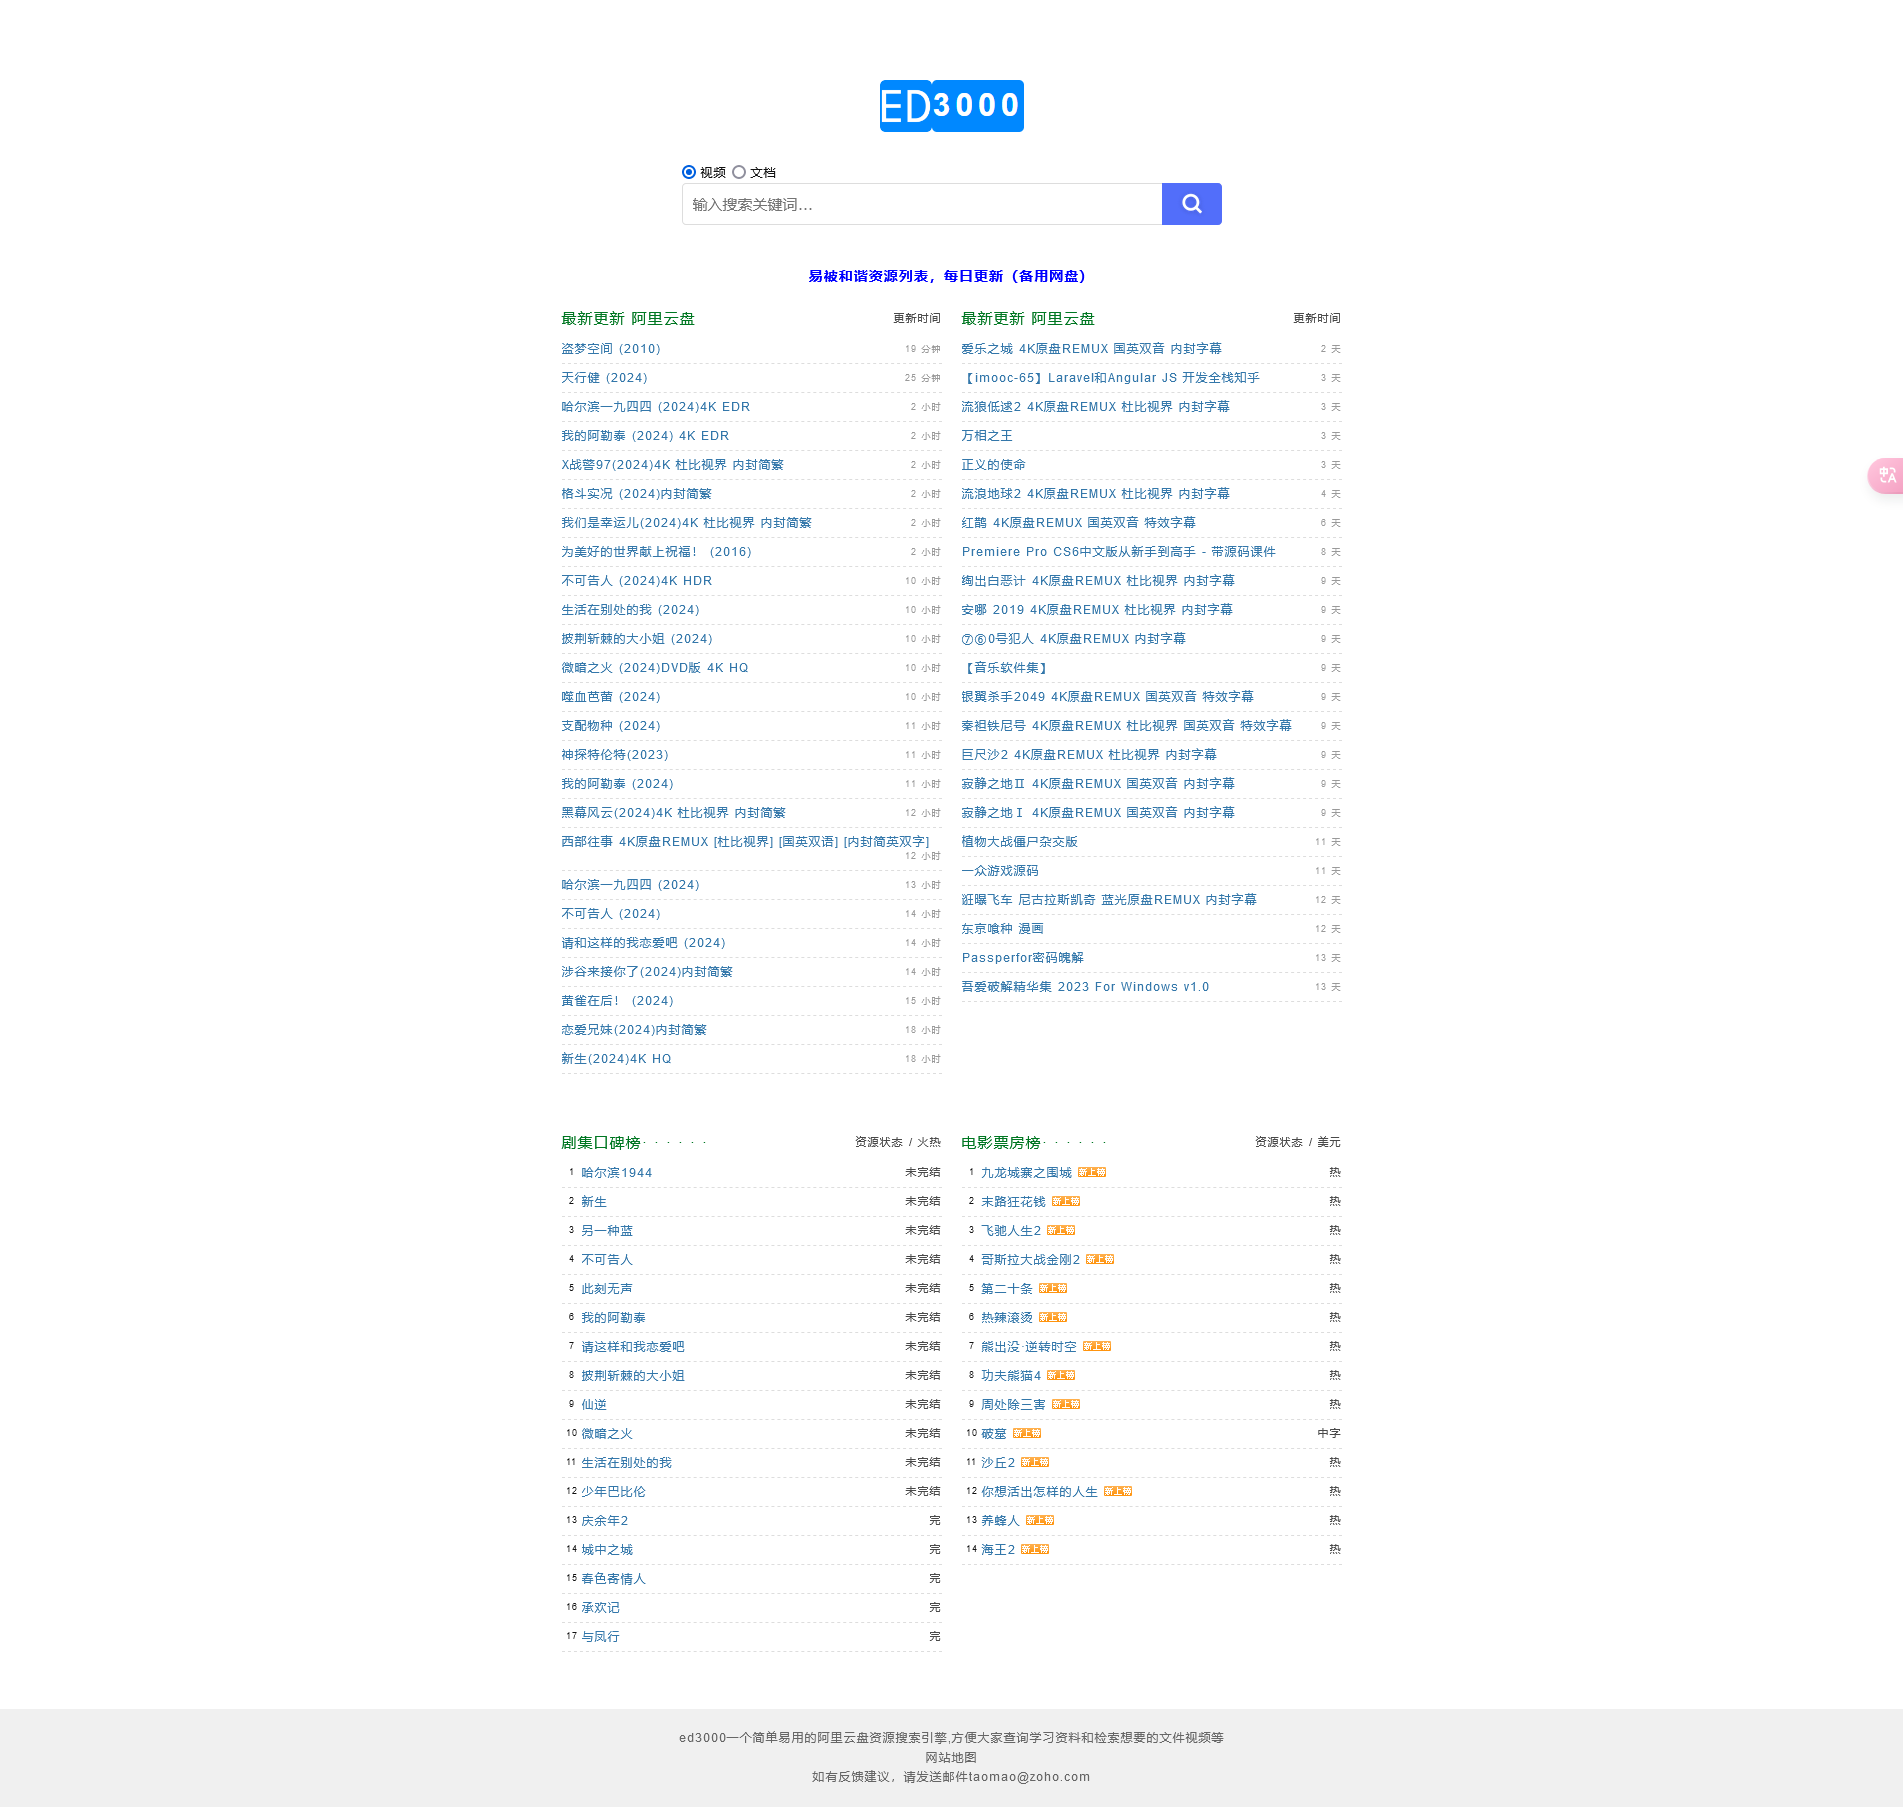 ED3000
视频 文档
输入搜索关键词...
易被和谐资源列表，每日更新（备用网盘）
最新更新 阿里云盘 更新时间
盗梦空间 (2010) 19 分钟
天行健 (2024) 25 分钟
哈尔滨一九四四 (2024)4K EDR 2 小时
我的阿勒泰 (2024) 4K EDR 2 小时
X战警97(2024)4K 杜比视界 内封简繁 2 小时
格斗实况 (2024)内封简繁 2 小时
我们是幸运儿(2024)4K 杜比视界 内封简繁 2 小时
为美好的世界献上祝福！ (2016) 2 小时
不可告人 (2024)4K HDR 10 小时
生活在别处的我 (2024) 10 小时
披荆斩棘的大小姐 (2024) 10 小时
微暗之火 (2024)DVD版 4K HQ 10 小时
噬血芭蕾 (2024) 10 小时
支配物种 (2024) 11 小时
神探特伦特(2023) 11 小时
我的阿勒泰 (2024) 11 小时
黑幕风云(2024)4K 杜比视界 内封简繁 12 小时
西部往事 4K原盘REMUX [杜比视界] [国英双语] [内封简英双字]
12 小时
哈尔滨一九四四 (2024) 13 小时
不可告人 (2024) 14 小时
请和这样的我恋爱吧 (2024) 14 小时
涉谷来接你了(2024)内封简繁 14 小时
黄雀在后！ (2024) 15 小时
恋爱兄妹(2024)内封简繁 18 小时
新生(2024)4K HQ 18 小时
最新更新 阿里云盘 更新时间
爱乐之城 4K原盘REMUX 国英双音 内封字幕 2 天
【imooc-65】Laravel和Angular JS 开发全栈知乎 3 天
流狼低逑2 4K原盘REMUX 杜比视界 内封字幕 3 天
万相之王 3 天
正义的使命 3 天
流浪地球2 4K原盘REMUX 杜比视界 内封字幕 4 天
红鹊 4K原盘REMUX 国英双音 特效字幕 6 天
Premiere Pro CS6中文版从新手到高手 - 带源码课件 8 天
绹出白恶计 4K原盘REMUX 杜比视界 内封字幕 9 天
安哪 2019 4K原盘REMUX 杜比视界 内封字幕 9 天
⑦⑥0号犯人 4K原盘REMUX 内封字幕 9 天
【音乐软件集】 9 天
银翼杀手2049 4K原盘REMUX 国英双音 特效字幕 9 天
秦袒铁尼号 4K原盘REMUX 杜比视界 国英双音 特效字幕 9 天
巨尺沙2 4K原盘REMUX 杜比视界 内封字幕 9 天
寂静之地Ⅱ 4K原盘REMUX 国英双音 内封字幕 9 天
寂静之地Ⅰ 4K原盘REMUX 国英双音 内封字幕 9 天
植物大战僵尸杂交版 11 天
一众游戏源码 11 天
诳曝飞车 尼古拉斯凯奇 蓝光原盘REMUX 内封字幕 12 天
东京喰种 漫画 12 天
Passperfor密码魄解 13 天
吾爱破解精华集 2023 For Windows v1.0 13 天
剧集口碑榜· · · · · · 资源状态 / 火热
1 哈尔滨1944 未完结
2 新生 未完结
3 另一种蓝 未完结
4 不可告人 未完结
5 此刻无声 未完结
6 我的阿勒泰 未完结
7 请这样和我恋爱吧 未完结
8 披荆斩棘的大小姐 未完结
9 仙逆 未完结
10 微暗之火 未完结
11 生活在别处的我 未完结
12 少年巴比伦 未完结
13 庆余年2 完
14 城中之城 完
15 春色寄情人 完
16 承欢记 完
17 与凤行 完
电影票房榜· · · · · · 资源状态 / 美元
1 九龙城寨之围城 新上榜 热
2 末路狂花钱 新上榜 热
3 飞驰人生2 新上榜 热
4 哥斯拉大战金刚2 新上榜 热
5 第二十条 新上榜 热
6 热辣滚烫 新上榜 热
7 熊出没·逆转时空 新上榜 热
8 功夫熊猫4 新上榜 热
9 周处除三害 新上榜 热
10 破墓 新上榜 中字
11 沙丘2 新上榜 热
12 你想活出怎样的人生 新上榜 热
13 养蜂人 新上榜 热
14 海王2 新上榜 热
ed3000一个简单易用的阿里云盘资源搜索引擎,方便大家查询学习资料和检索想要的文件视频等
网站地图
如有反馈建议，请发送邮件taomao@zoho.com